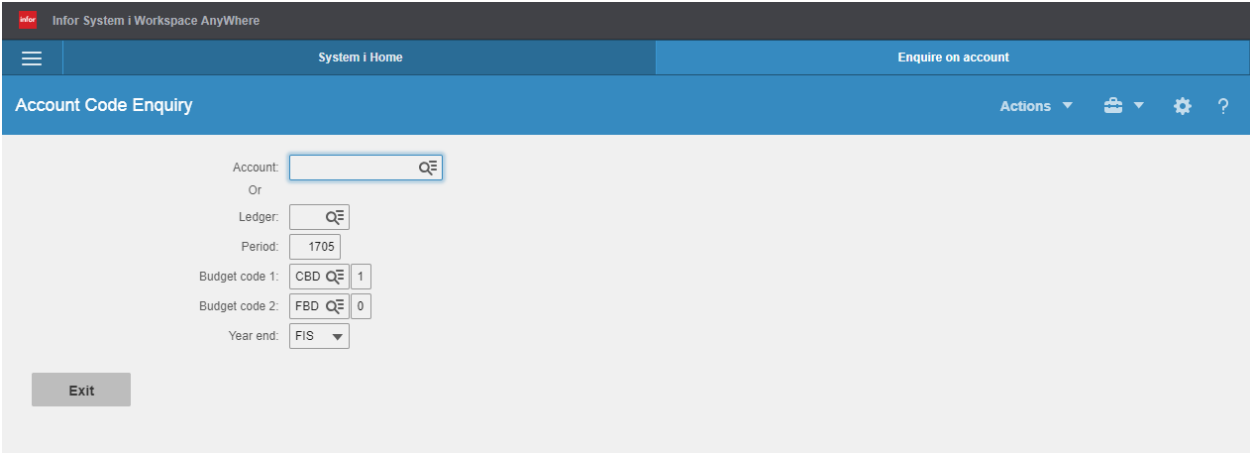 infor Infor System i Workspace AnyWhere
System i Home Enquire on account
Account Code Enquiry Actions ?
Account:
Or
Ledger:
Period: 1705
Budget code 1: CBD 1
Budget code 2: FBD 0
Year end: FIS
Exit